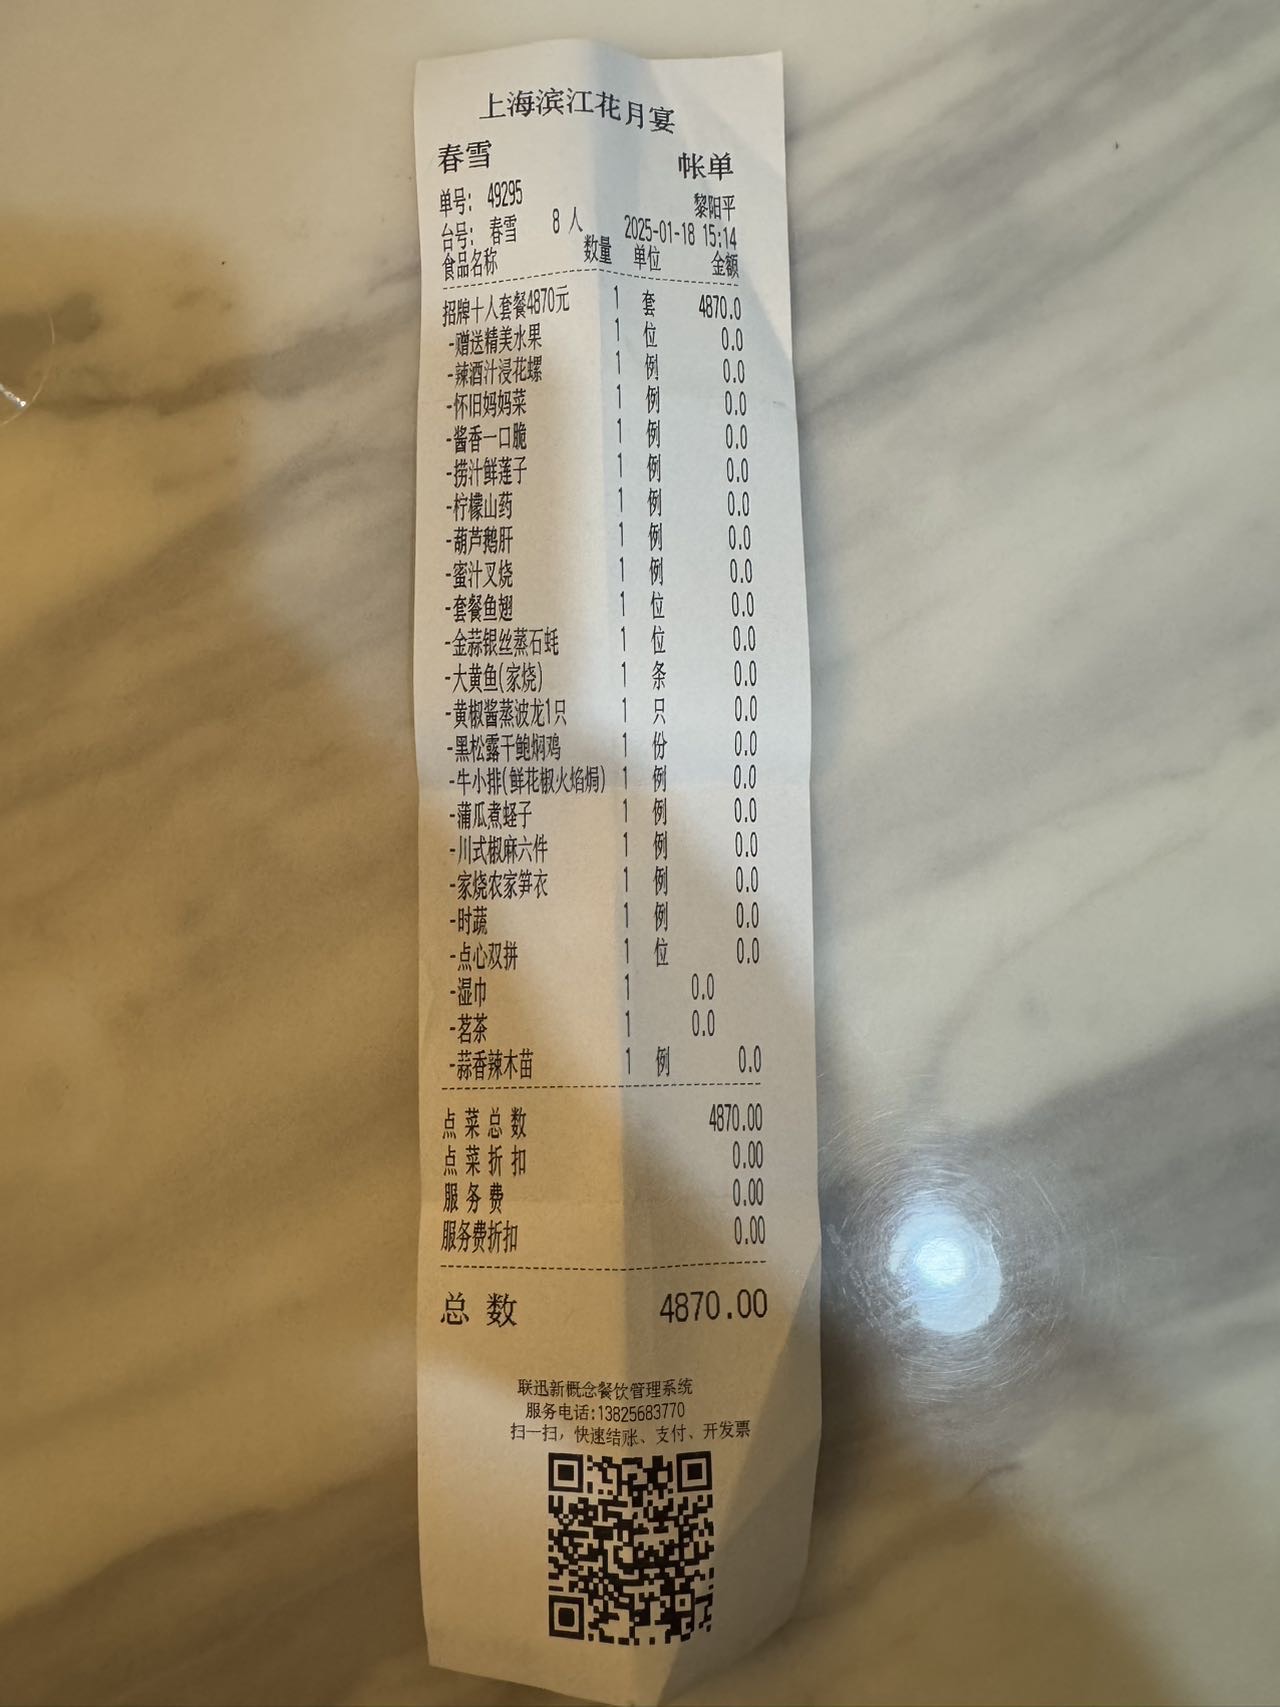 上海滨江花月宴
春雪 帐单
单号: 49295 黎阳平
台号: 春雪 8 人 2025-01-18 15:14
食品名称 数量 单位 金额
招牌十人套餐4870元 1 套 4870.0
-赠送精美水果 1 位 0.0
-辣酒汁浸花螺 1 例 0.0
-怀旧妈妈菜 1 例 0.0
-酱香一口脆 1 例 0.0
-捞汁鲜莲子 1 例 0.0
-柠檬山药 1 例 0.0
-葫芦鹅肝 1 例 0.0
-蜜汁叉烧 1 例 0.0
-套餐鱼翅 1 位 0.0
-金蒜银丝蒸石蚝 1 位 0.0
-大黄鱼(家烧) 1 条 0.0
-黄椒酱蒸波龙1只 1 只 0.0
-黑松露干鲍焖鸡 1 份 0.0
-牛小排(鲜花椒火焰焗) 1 例 0.0
-蒲瓜煮蛏子 1 例 0.0
-川式椒麻六件 1 例 0.0
-家烧农家笋衣 1 例 0.0
-时蔬 1 例 0.0
-点心双拼 1 位 0.0
-湿巾 1 0.0
-茗茶 1 0.0
-蒜香辣木苗 1 例 0.0
点菜总数 4870.00
点菜折扣 0.00
服务费 0.00
服务费折扣 0.00
总数 4870.00
联迅新概念餐饮管理系统
服务电话:13825683770
扫一扫, 快速结账、支付、开发票